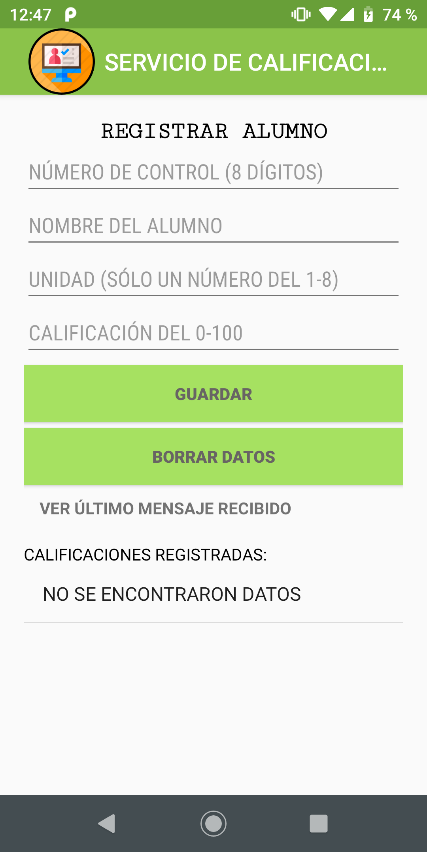 12:47
74 %
SERVICIO DE CALIFICACI...
REGISTRAR ALUMNO
NÚMERO DE CONTROL (8 DÍGITOS)
NOMBRE DEL ALUMNO
UNIDAD (SÓLO UN NÚMERO DEL 1-8)
CALIFICACIÓN DEL 0-100
GUARDAR
BORRAR DATOS
VER ÚLTIMO MENSAJE RECIBIDO
CALIFICACIONES REGISTRADAS:
NO SE ENCONTRARON DATOS